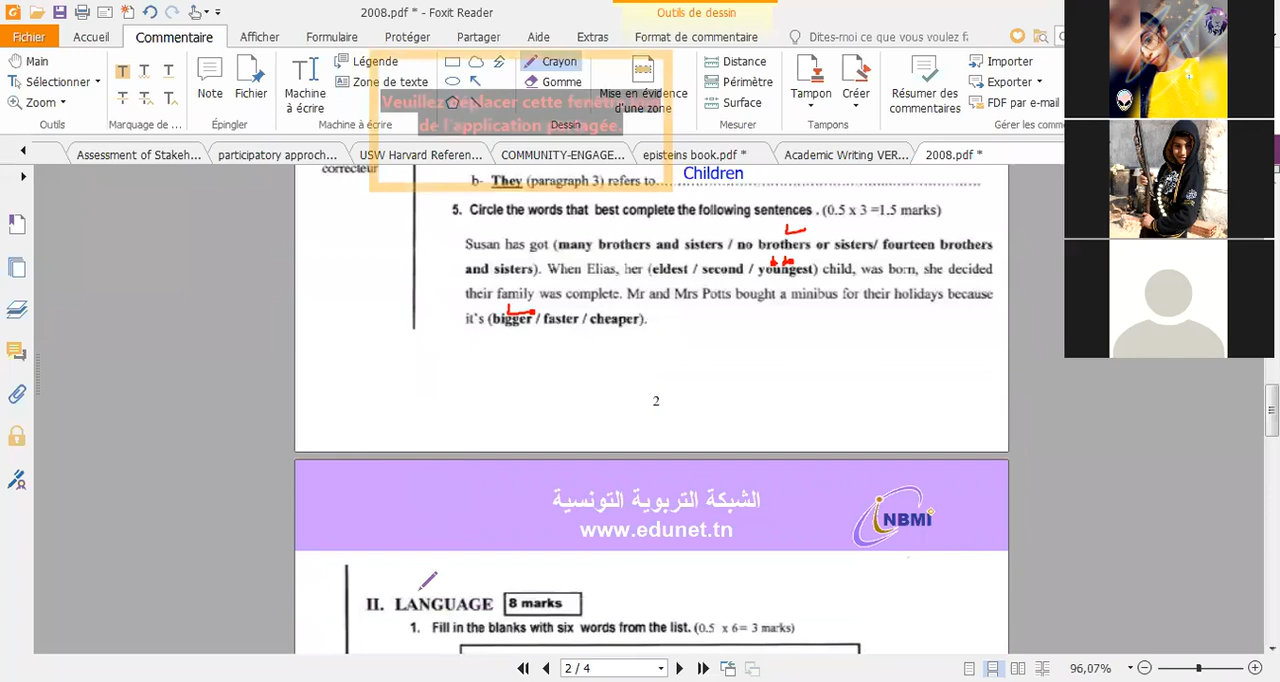 2008.pdf * - Foxit Reader
Outils de dessin
Fichier
Accueil
Commentaire
Afficher
Formulaire
Protéger
Partager
Aide
Extras
Format de commentaire
Dites-moi ce que vous voulez fa
Main
Sélectionner
Zoom
Outils
Marquage de ...
Note
Fichier
Épingler
Machine
à écrire
Légende
Zone de texte
Machine à écrire
Crayon
Gomme
Dessin
Mise en évidence
d'une zone
Veuillez déplacer cette fenêtre
de l'application partagée.
Distance
Périmètre
Surface
Mesurer
Tampon
Créer
Tampons
Résumer des
commentaires
Importer
Exporter
FDF par e-mail
Gérer les comme
Assessment of Stakeh...
participatory approch...
USW Harvard Referen...
COMMUNITY-ENGAGE...
episteins book.pdf *
Academic Writing VER...
2008.pdf *
correcteur
b- They (paragraph 3) refers to.... Children
5. Circle the words that best complete the following sentences . (0.5 x 3 =1.5 marks)
Susan has got (many brothers and sisters / no brothers or sisters/ fourteen brothers
and sisters). When Elias, her (eldest / second / youngest) child, was born, she decided
their family was complete. Mr and Mrs Potts bought a minibus for their holidays because
it's (bigger / faster / cheaper).
2
الشبكة التربوية التونسية
www.edunet.tn
NBMI
II. LANGUAGE 8 marks
1. Fill in the blanks with six words from the list. (0.5 x 6= 3 marks)
2 / 4
96,07%